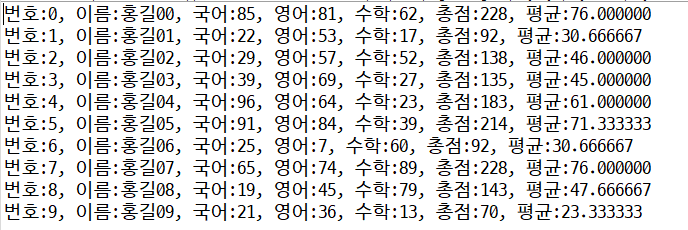 번호:0, 이름:홍길00, 국어:85, 영어:81, 수학:62, 총점:228, 평균:76.000000
번호:1, 이름:홍길01, 국어:22, 영어:53, 수학:17, 총점:92, 평균:30.666667
번호:2, 이름:홍길02, 국어:29, 영어:57, 수학:52, 총점:138, 평균:46.000000
번호:3, 이름:홍길03, 국어:39, 영어:69, 수학:27, 총점:135, 평균:45.000000
번호:4, 이름:홍길04, 국어:96, 영어:64, 수학:23, 총점:183, 평균:61.000000
번호:5, 이름:홍길05, 국어:91, 영어:84, 수학:39, 총점:214, 평균:71.333333
번호:6, 이름:홍길06, 국어:25, 영어:7, 수학:60, 총점:92, 평균:30.666667
번호:7, 이름:홍길07, 국어:65, 영어:74, 수학:89, 총점:228, 평균:76.000000
번호:8, 이름:홍길08, 국어:19, 영어:45, 수학:79, 총점:143, 평균:47.666667
번호:9, 이름:홍길09, 국어:21, 영어:36, 수학:13, 총점:70, 평균:23.333333